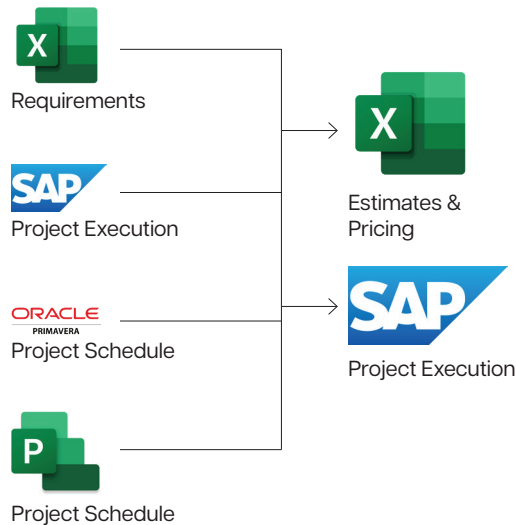 X
Requirements
SAP
Project Execution
ORACLE
PRIMAVERA
Project Schedule
P
Project Schedule
X
Estimates &
Pricing
SAP
Project Execution